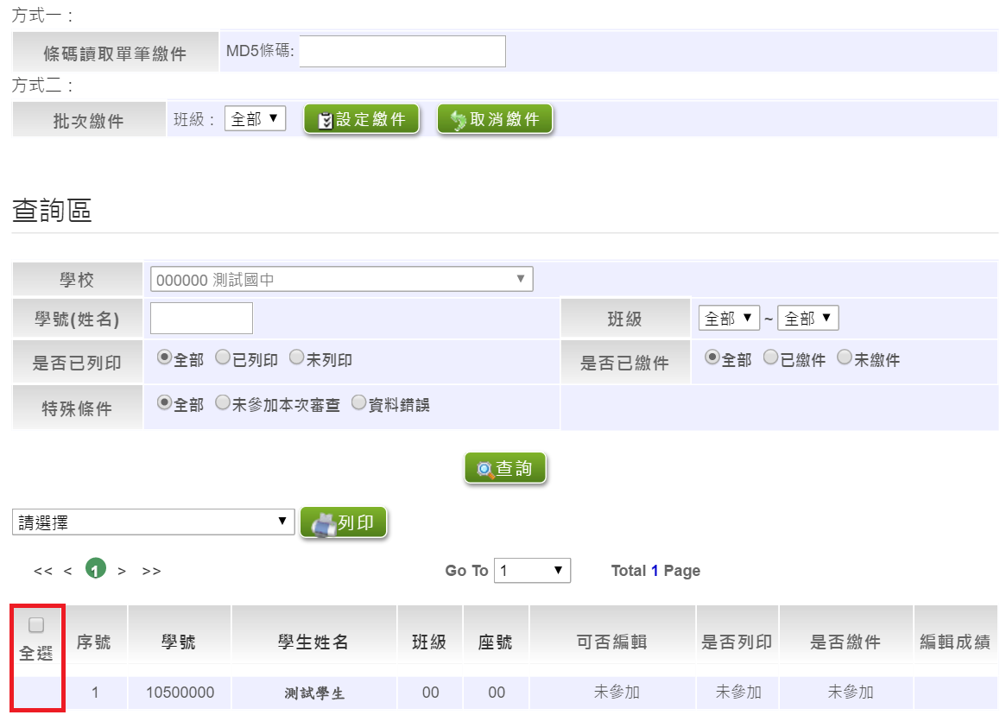 方式一：
條碼讀取單筆繳件 MD5條碼:
方式二：
批次繳件 班級： 全部 設定繳件 取消繳件
查詢區
學校 000000 測試國中
學號(姓名) 班級 全部 ~ 全部
是否已列印 全部 已列印 未列印 是否已繳件 全部 已繳件 未繳件
特殊條件 全部 未參加本次審查 資料錯誤
查詢
請選擇 列印
<< < 1 > >> Go To 1 Total 1 Page
全選 序號 學號 學生姓名 班級 座號 可否編輯 是否列印 是否繳件 編輯成績
1 10500000 測試學生 00 00 未參加 未參加 未參加